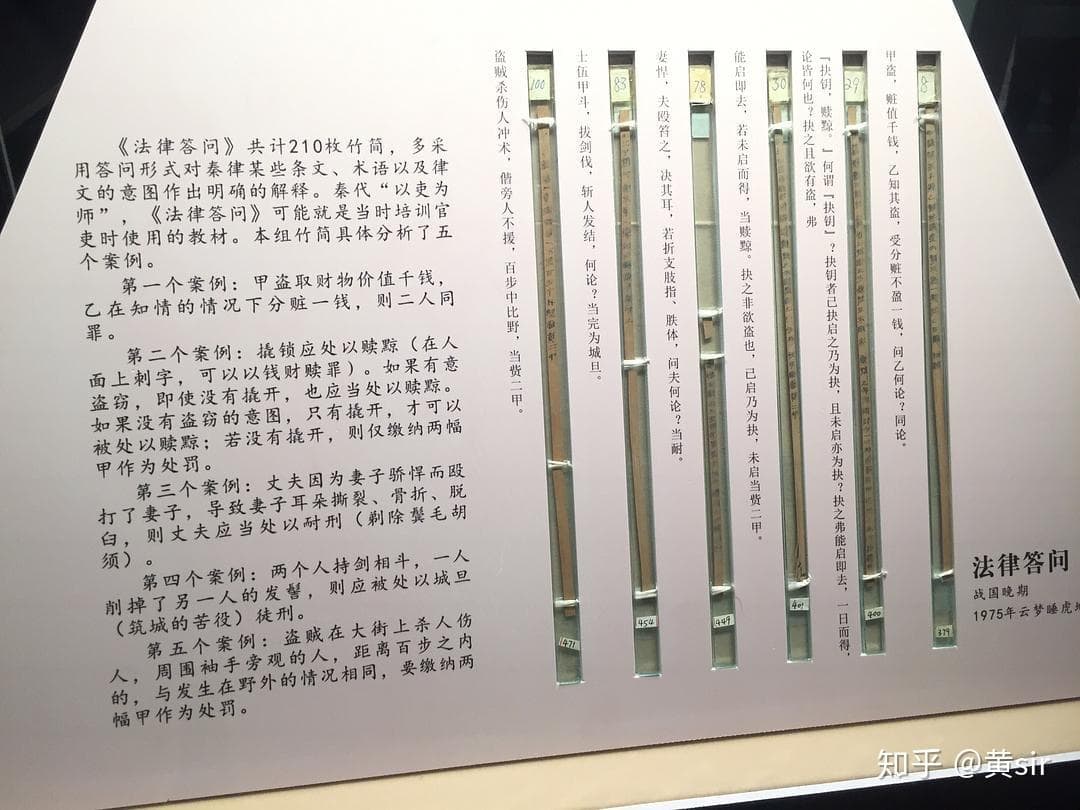 《法律答问》共计210枚竹简，多采
用答问形式对秦律某些条文、术语以及律
文的意图作出明确的解释。秦代“以吏为
师”，《法律答问》可能就是当时培训官
吏时使用的教材。本组竹简具体分析了五
个案例。
第一个案例：甲盗取财物价值千钱，
乙在知情的情况下分赃一钱，则二人同
罪。
第二个案例：撬锁应处以赎黥（在人
面上刺字，可以以钱财赎罪）。如果有意
盗窃，即使没有撬开，也应当处以赎黥。
如果没有盗窃的意图，只有撬开，才可以
被处以赎黥；若没有撬开，则仅缴纳两幅
甲作为处罚。
第三个案例：丈夫因为妻子骄悍而殴
打了妻子，导致妻子耳朵撕裂、骨折、脱
臼，则丈夫应当处以耐刑（剃除鬓毛胡
须）。
第四个案例：两个人持剑相斗，一人
削掉了另一人的发髻，则应被处以城旦
（筑城的苦役）徒刑。
第五个案例：盗贼在大街上杀人伤
人，周围袖手旁观的人，距离百步之内
的，与发生在野外的情况相同，要缴纳两
幅甲作为处罚。
甲盗，赃值千钱，乙知其盗，受分赃不盈一钱，问乙何论？同论。
『抉钥，赎黥。』何谓『抉钥』？抉钥者已抉启之乃为抉，且未启亦为抉？抉之弗能启即去，一日而得，
论皆何也？抉之且欲有盗，弗
能启即去，若未启而得，当赎黥。抉之非欲盗也，已启乃为抉，未启当赀二甲。
妻悍，夫殴笞之，决其耳，若折支肢指、胅体，问夫何论？当耐。
士伍甲斗，拔剑伐，斩人发结，何论？当完为城旦。
盗贼杀伤人冲术，偕旁人不援，百步中比野，当赀二甲。
8
29
30
78
83
100
379
400
401
449
454
471
法律答问
战国晚期
1975年云梦睡虎地
知乎 @黄sir